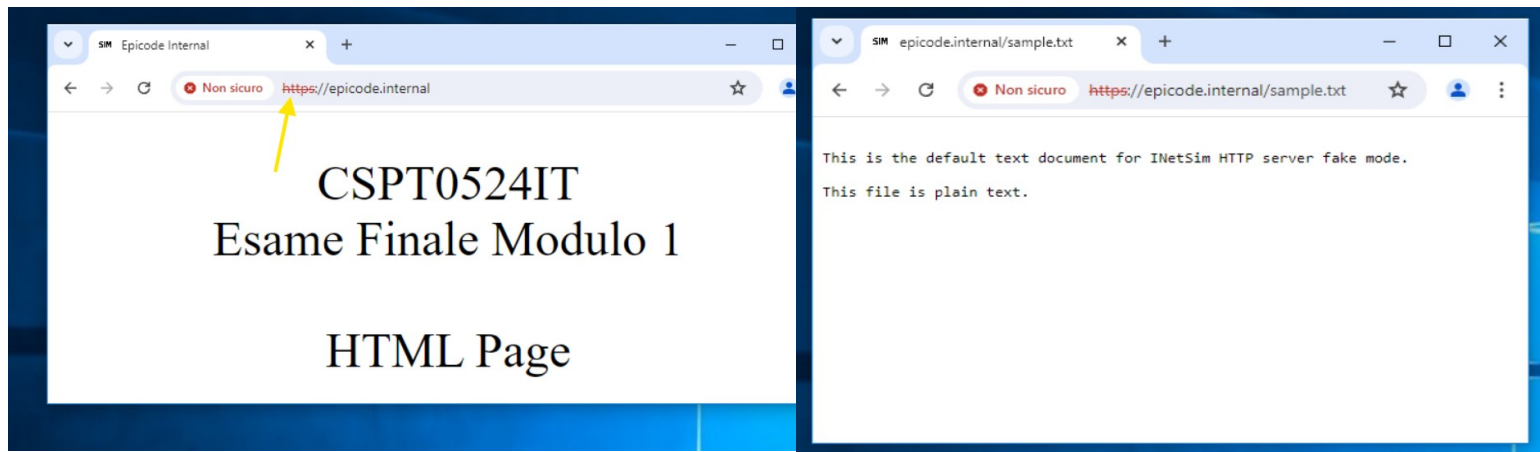 SIM Epicode Internal
Non sicuro https://epicode.internal
CSPT0524IT
Esame Finale Modulo 1
HTML Page
SIM epicode.internal/sample.txt
Non sicuro https://epicode.internal/sample.txt
This is the default text document for INetSim HTTP server fake mode.
This file is plain text.